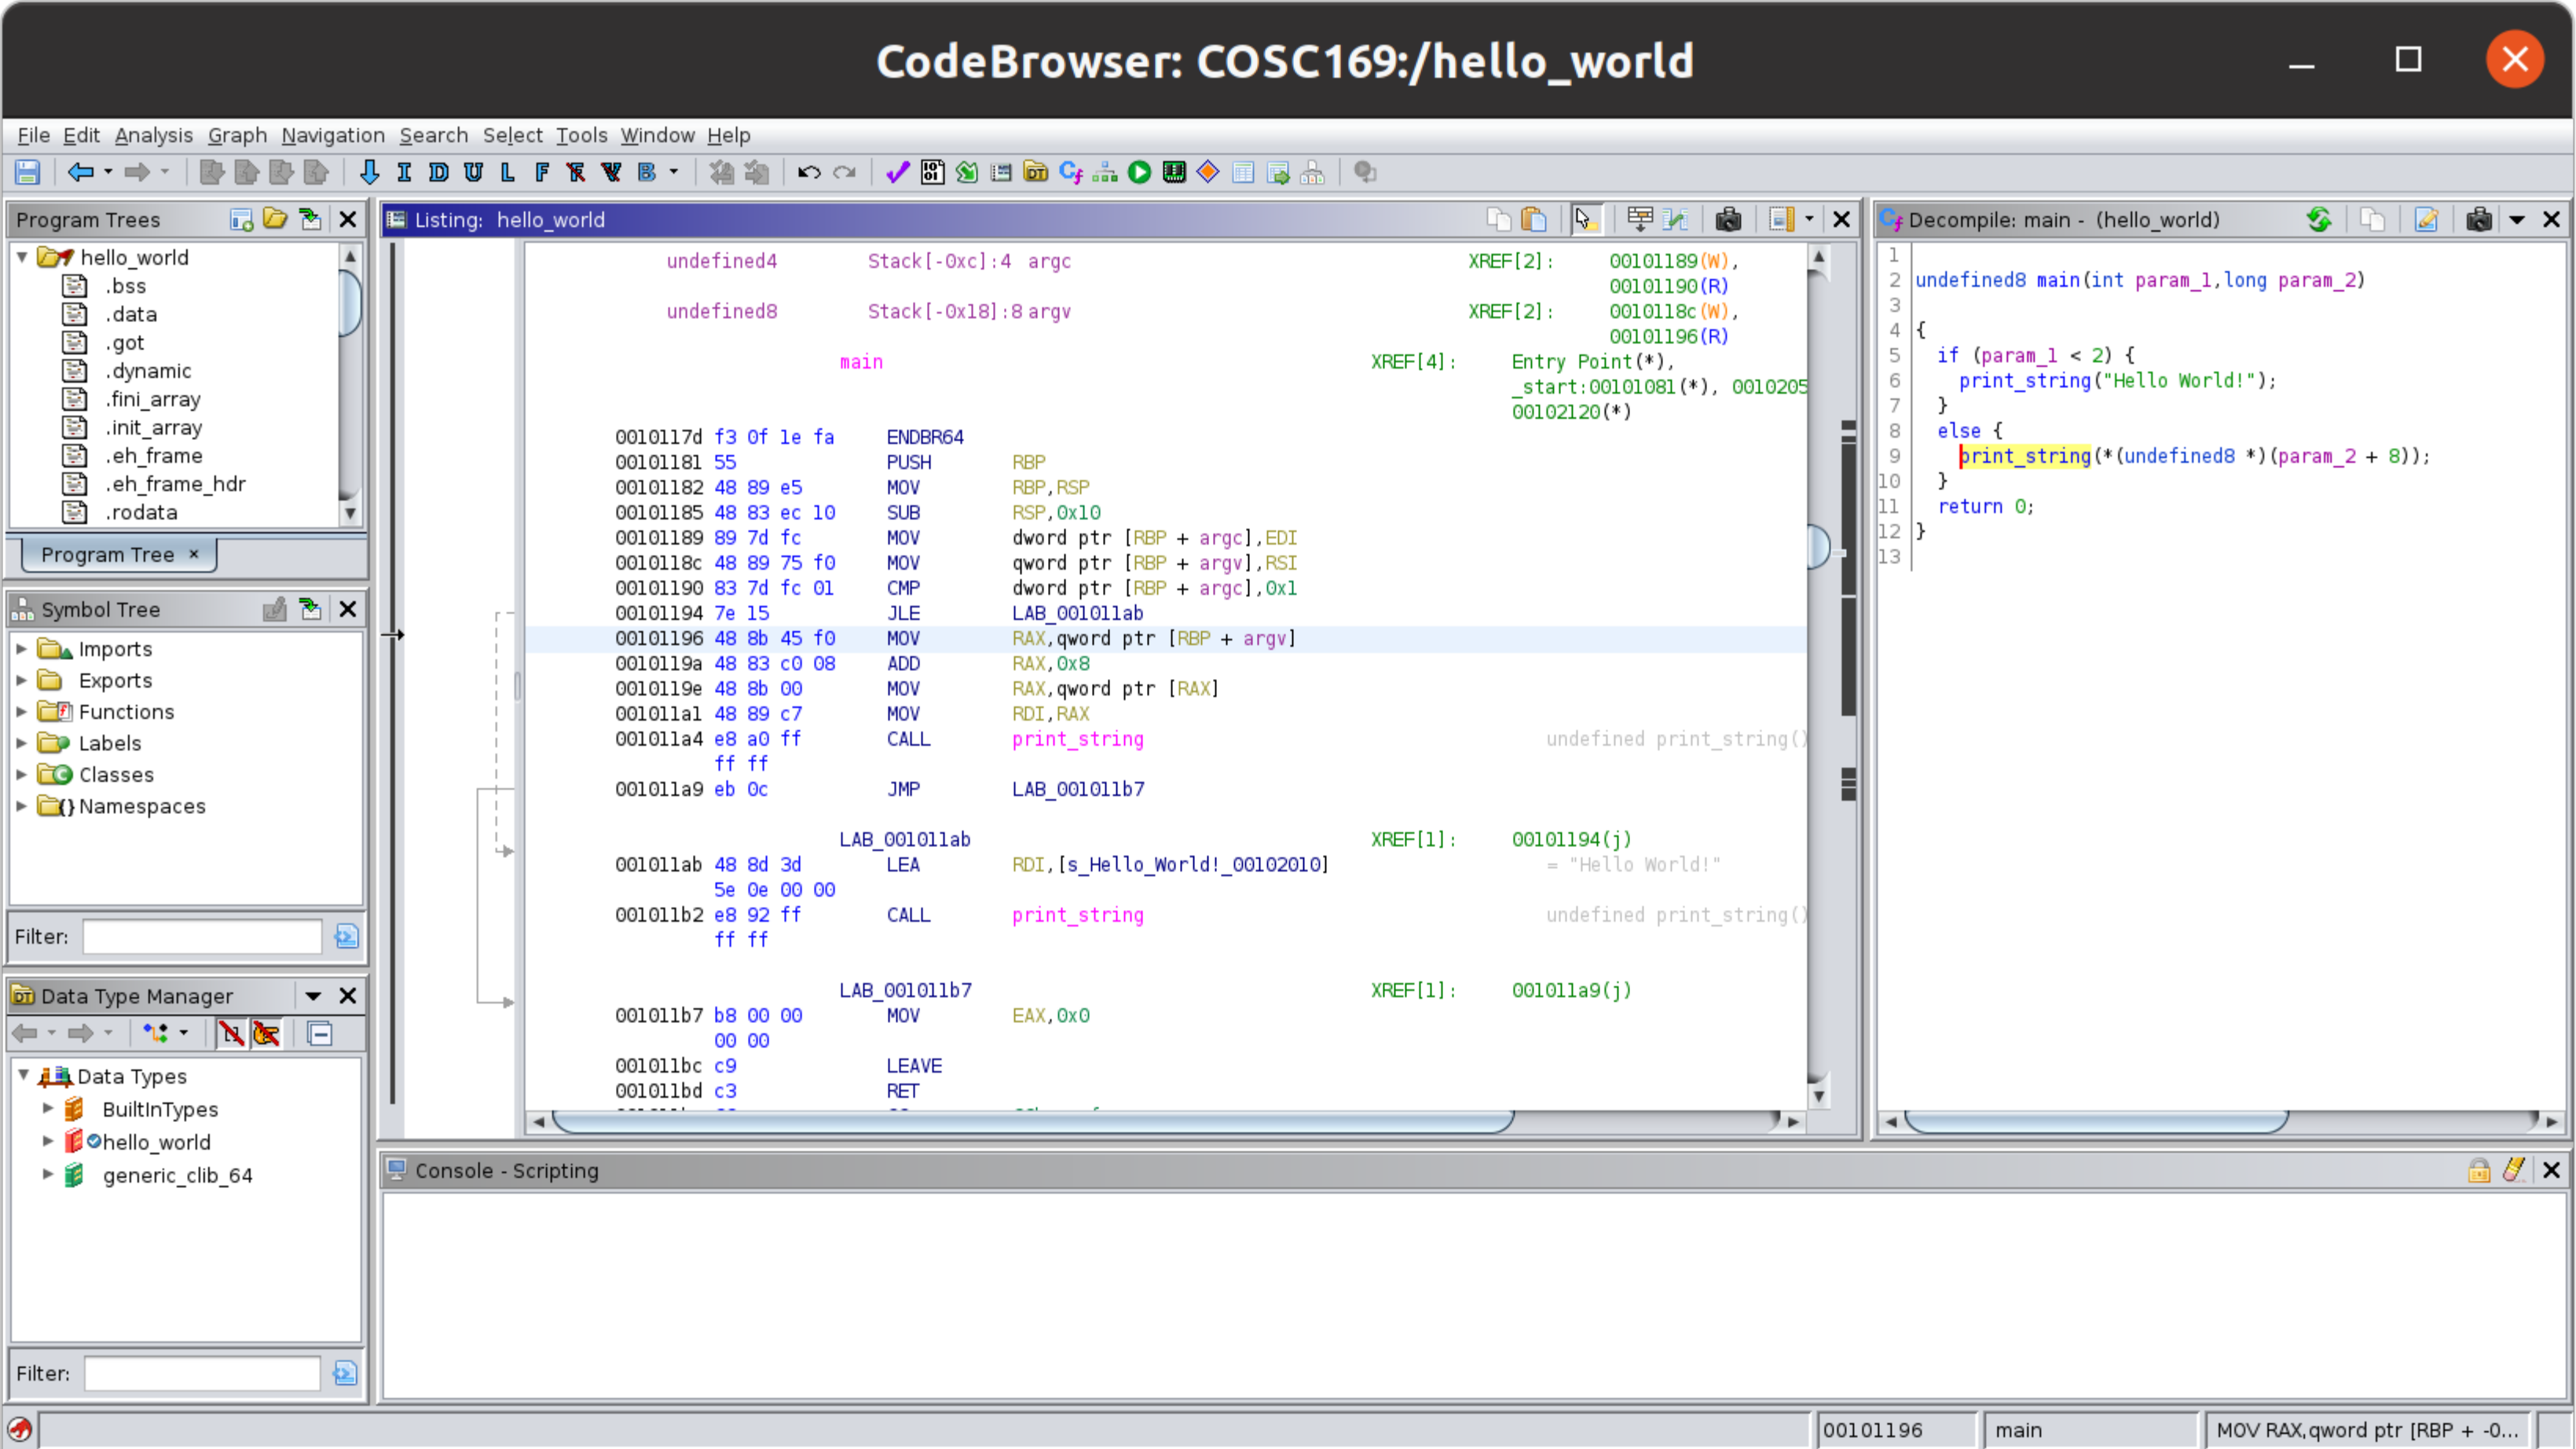 CodeBrowser: COSC169:/hello_world
File Edit Analysis Graph Navigation Search Select Tools Window Help
I D U L F F V B
Program Trees
hello_world
.bss
.data
.got
.dynamic
.fini_array
.init_array
.eh_frame
.eh_frame_hdr
.rodata
Program Tree ×
Symbol Tree
Imports
Exports
Functions
Labels
Classes
Namespaces
Filter:
Data Type Manager
Data Types
BuiltInTypes
hello_world
generic_clib_64
Filter:
Listing: hello_world
undefined4 Stack[-0xc]:4 argc XREF[2]: 00101189(W),
00101190(R)
undefined8 Stack[-0x18]:8 argv XREF[2]: 0010118c(W),
00101196(R)
main XREF[4]: Entry Point(*),
_start:00101081(*), 0010205
00102120(*)
0010117d f3 0f 1e fa ENDBR64
00101181 55 PUSH RBP
00101182 48 89 e5 MOV RBP,RSP
00101185 48 83 ec 10 SUB RSP,0x10
00101189 89 7d fc MOV dword ptr [RBP + argc],EDI
0010118c 48 89 75 f0 MOV qword ptr [RBP + argv],RSI
00101190 83 7d fc 01 CMP dword ptr [RBP + argc],0x1
00101194 7e 15 JLE LAB_001011ab
00101196 48 8b 45 f0 MOV RAX,qword ptr [RBP + argv]
0010119a 48 83 c0 08 ADD RAX,0x8
0010119e 48 8b 00 MOV RAX,qword ptr [RAX]
001011a1 48 89 c7 MOV RDI,RAX
001011a4 e8 a0 ff CALL print_string undefined print_string()
ff ff
001011a9 eb 0c JMP LAB_001011b7
LAB_001011ab XREF[1]: 00101194(j)
001011ab 48 8d 3d LEA RDI,[s_Hello_World!_00102010] = "Hello World!"
5e 0e 00 00
001011b2 e8 92 ff CALL print_string undefined print_string()
ff ff
LAB_001011b7 XREF[1]: 001011a9(j)
001011b7 b8 00 00 MOV EAX,0x0
00 00
001011bc c9 LEAVE
001011bd c3 RET
Decompile: main - (hello_world)
1
2 undefined8 main(int param_1,long param_2)
3
4 {
5 if (param_1 < 2) {
6 print_string("Hello World!");
7 }
8 else {
9 print_string(*(undefined8 *)(param_2 + 8));
10 }
11 return 0;
12 }
13
Console - Scripting
00101196 main MOV RAX,qword ptr [RBP + -0...